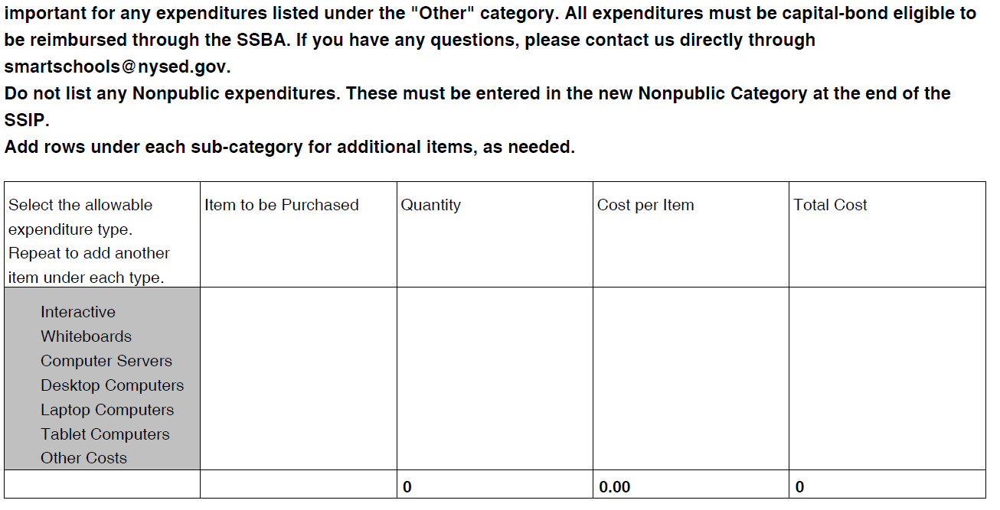 important for any expenditures listed under the "Other" category. All expenditures must be capital-bond eligible to
be reimbursed through the SSBA. If you have any questions, please contact us directly through
smartschools@nysed.gov.
Do not list any Nonpublic expenditures. These must be entered in the new Nonpublic Category at the end of the
SSIP.
Add rows under each sub-category for additional items, as needed.
Select the allowable
expenditure type.
Repeat to add another
item under each type.
Item to be Purchased
Quantity
Cost per Item
Total Cost
Interactive
Whiteboards
Computer Servers
Desktop Computers
Laptop Computers
Tablet Computers
Other Costs
0
0.00
0